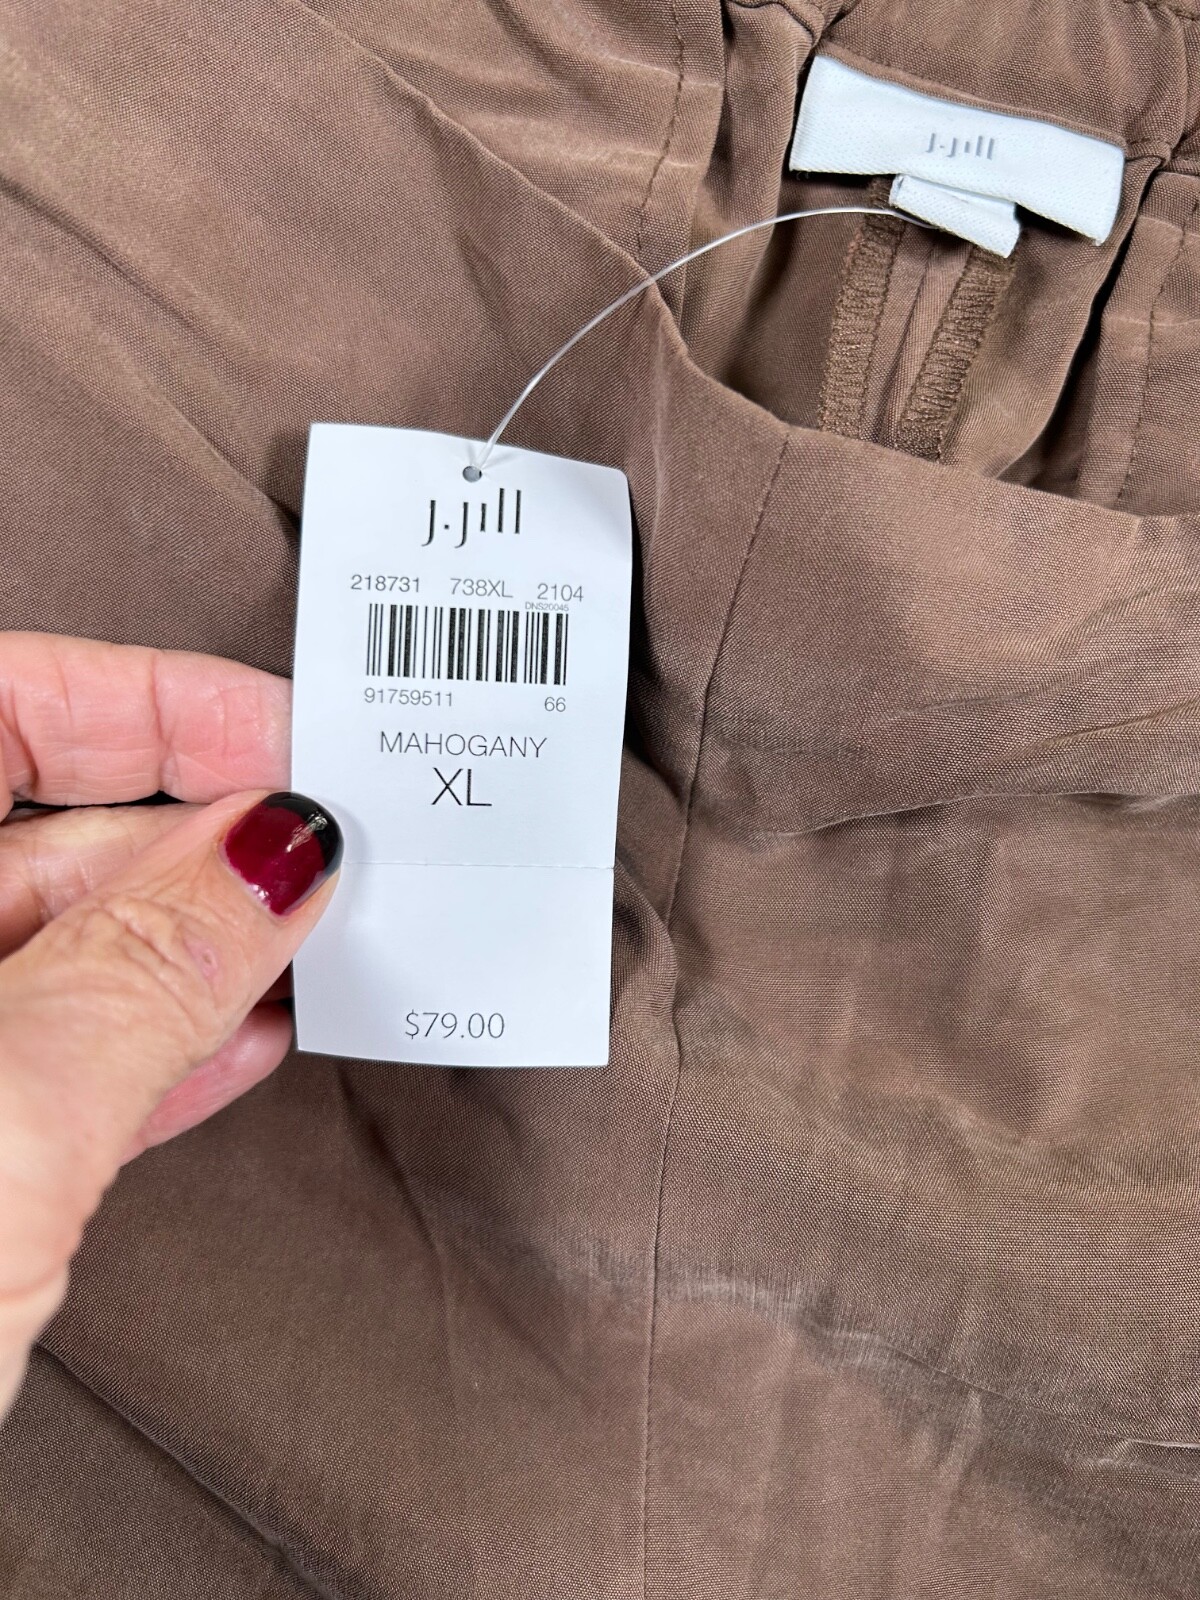 j.jill
j.jill
218731 738XL 2104
DNS20045
91759511 66
MAHOGANY
XL
$79.00